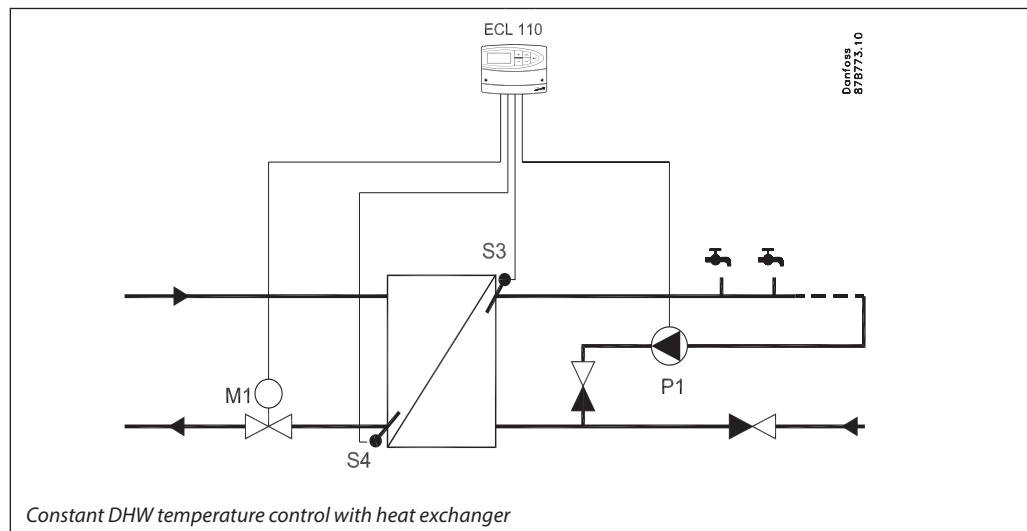 ECL 110
Danfoss
87B773.10
S3
M1
P1
S4
Constant DHW temperature control with heat exchanger